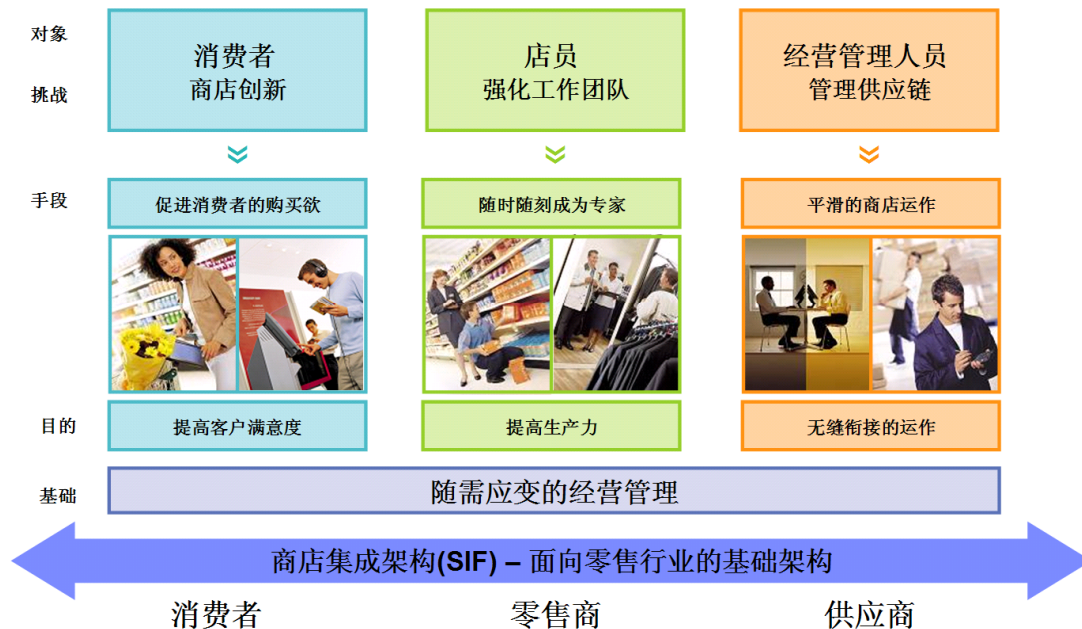 对象
消费者
店员
经营管理人员
挑战
商店创新
强化工作团队
管理供应链
手段
促进消费者的购买欲
随时随刻成为专家
平滑的商店运作
目的
提高客户满意度
提高生产力
无缝衔接的运作
基础
随需应变的经营管理
商店集成架构(SIF) – 面向零售行业的基础架构
消费者
零售商
供应商